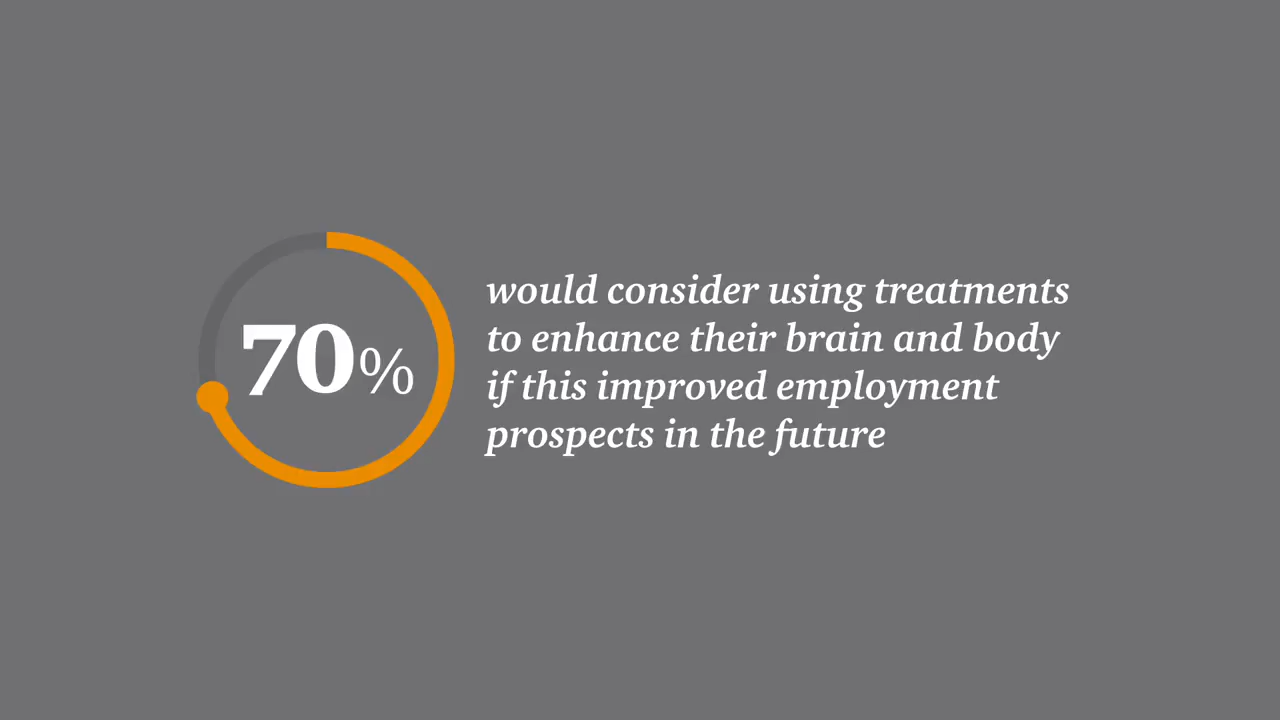 70%
would consider using treatments
to enhance their brain and body
if this improved employment
prospects in the future